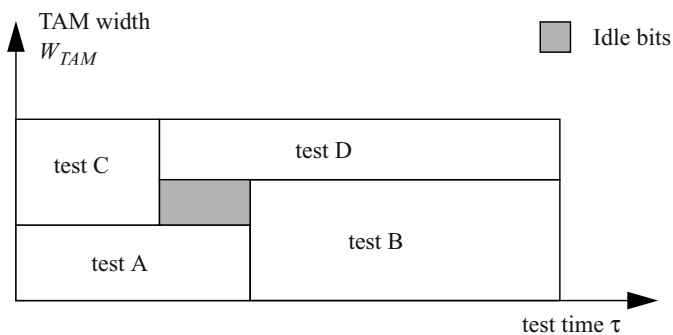 TAM width
W_TAM
Idle bits
test C
test D
test B
test A
test time τ